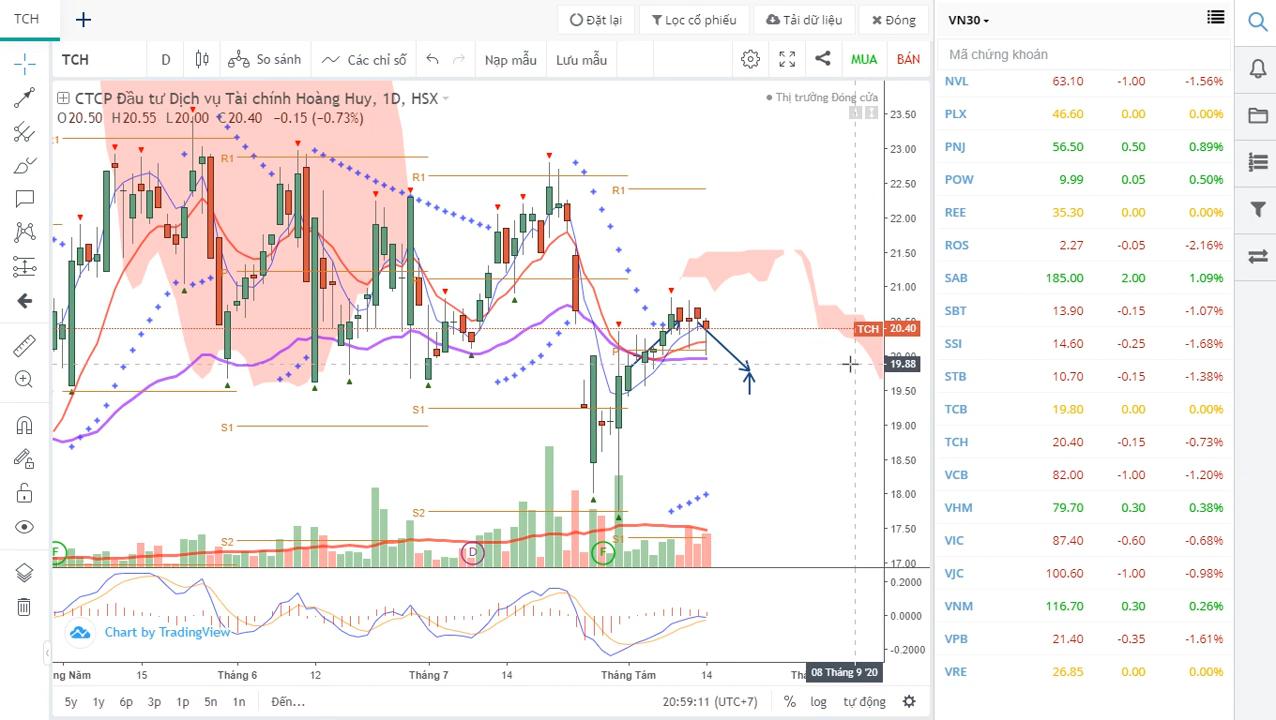 TCH
Đặt lại
Lọc cổ phiếu
Tải dữ liệu
Đóng
VN30
TCH
D
So sánh
Các chỉ số
Nạp mẫu
Lưu mẫu
MUA
BÁN
Mã chứng khoán
CTCP Đầu tư Dịch vụ Tài chính Hoàng Huy, 1D, HSX
Thị trường Đóng cửa
O20.50 H20.55 L20.00 C20.40 −0.15 (−0.73%)
NVL 63.10 -1.00 -1.56%
PLX 46.60 0.00 0.00%
PNJ 56.50 0.50 0.89%
POW 9.99 0.05 0.50%
REE 35.30 0.00 0.00%
ROS 2.27 -0.05 -2.16%
SAB 185.00 2.00 1.09%
SBT 13.90 -0.15 -1.07%
SSI 14.60 -0.25 -1.68%
STB 10.70 -0.15 -1.38%
TCB 19.80 0.00 0.00%
TCH 20.40 -0.15 -0.73%
VCB 82.00 -1.00 -1.20%
VHM 79.70 0.30 0.38%
VIC 87.40 -0.60 -0.68%
VJC 100.60 -1.00 -0.98%
VNM 116.70 0.30 0.26%
VPB 21.40 -0.35 -1.61%
VRE 26.85 0.00 0.00%
23.50
23.00
22.50
22.00
21.50
21.00
TCH 20.40
19.88
19.50
19.00
18.50
18.00
17.50
17.00
R1
R1
R1
P
S1
S1
S2
S2
S1
F
D
F
0.2000
0.0000
-0.2000
Chart by TradingView
15
Tháng 6
12
Tháng 7
14
Tháng Tám
14
08 Tháng 9 '20
5y
1y
6p
3p
1p
5n
1n
Đến...
20:59:11 (UTC+7)
%
log
tự động